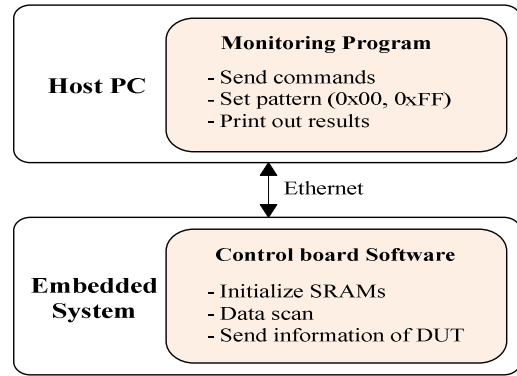 Host PC
Monitoring Program
- Send commands
- Set pattern (0x00, 0xFF)
- Print out results
Ethernet
Embedded
System
Control board Software
- Initialize SRAMs
- Data scan
- Send information of DUT